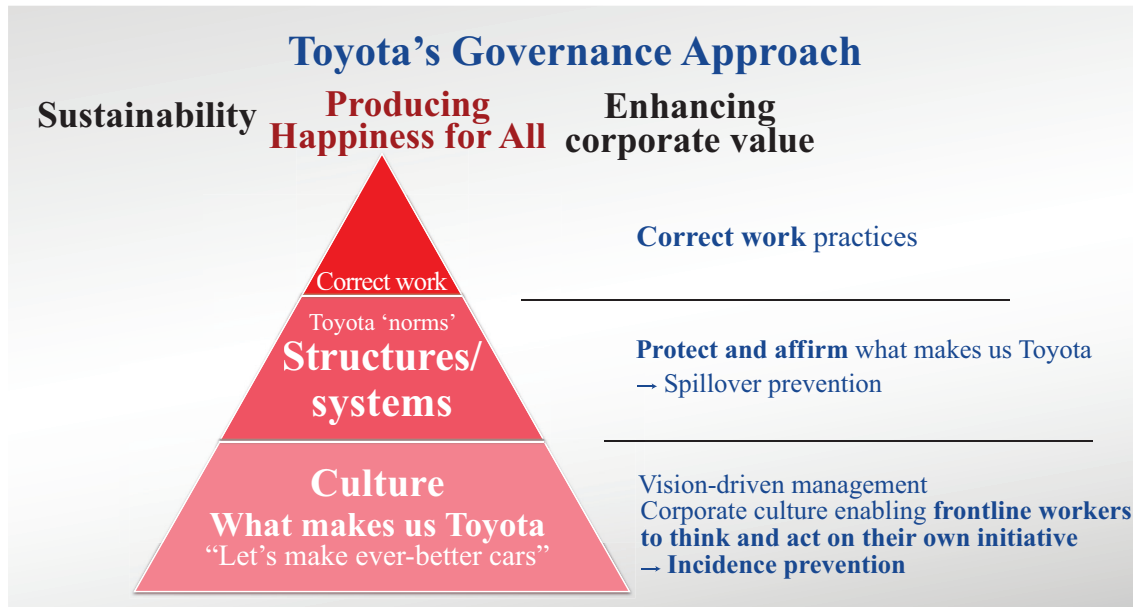 Toyota’s Governance Approach
Sustainability
Producing
Happiness for All
Enhancing
corporate value
Correct work
Correct work practices
Toyota ‘norms’
Structures/
systems
Protect and affirm what makes us Toyota
→ Spillover prevention
Culture
What makes us Toyota
“Let’s make ever-better cars”
Vision-driven management
Corporate culture enabling frontline workers
to think and act on their own initiative
→ Incidence prevention